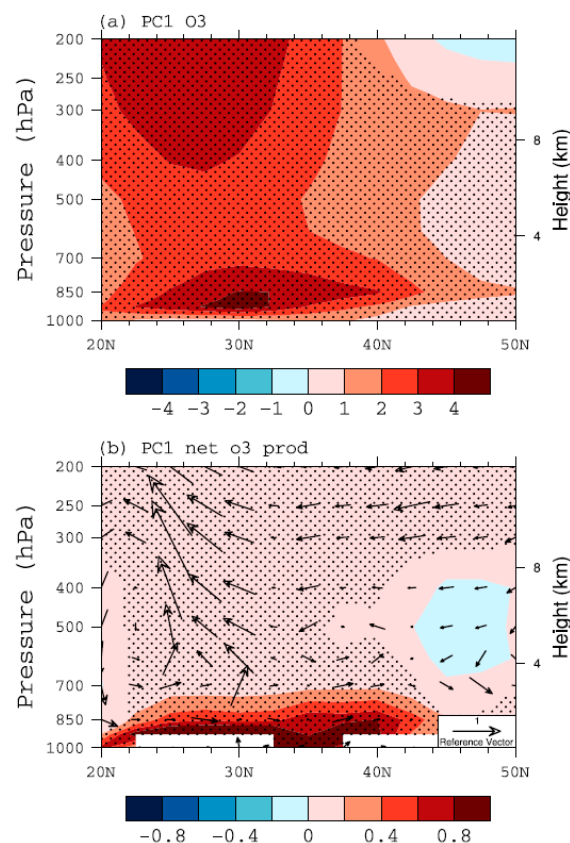 (a) PC1 O3
200
250
300
400
500
700
850
1000
Pressure (hPa)
8
4
Height (km)
20N 30N 40N 50N
-4 -3 -2 -1 0 1 2 3 4
(b) PC1 net o3 prod
200
250
300
400
500
700
850
1000
Pressure (hPa)
8
4
Height (km)
1
Reference Vector
20N 30N 40N 50N
-0.8 -0.4 0 0.4 0.8